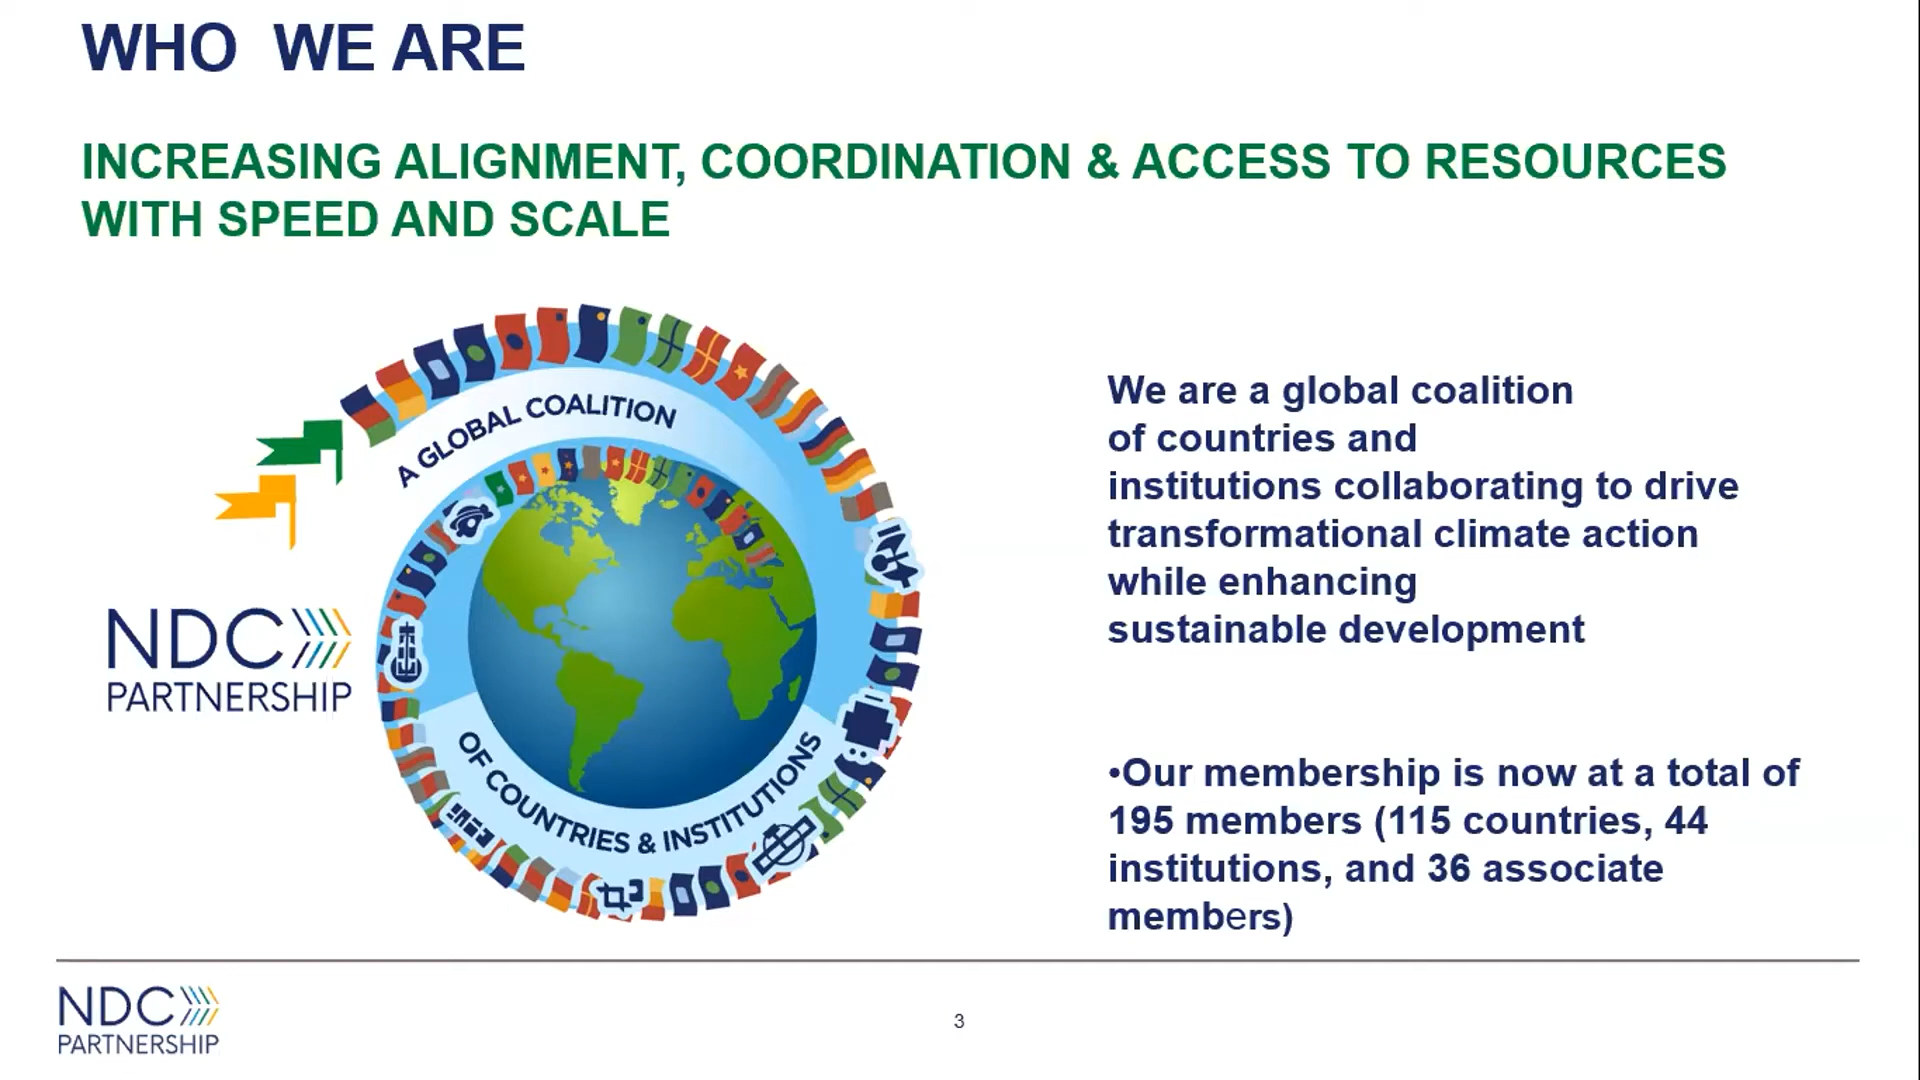 WHO WE ARE
INCREASING ALIGNMENT, COORDINATION & ACCESS TO RESOURCES
WITH SPEED AND SCALE
A GLOBAL COALITION
OF COUNTRIES & INSTITUTIONS
NDC
PARTNERSHIP
We are a global coalition
of countries and
institutions collaborating to drive
transformational climate action
while enhancing
sustainable development
•Our membership is now at a total of
195 members (115 countries, 44
institutions, and 36 associate
members)
NDC
PARTNERSHIP
3